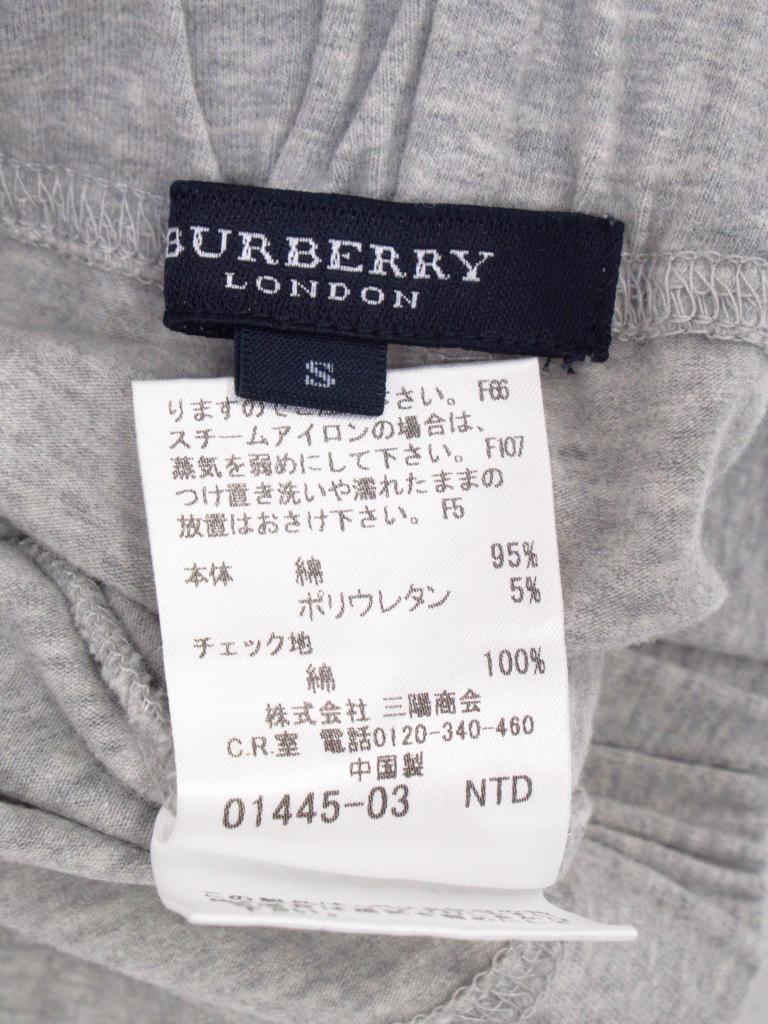 BURBERRY
LONDON
S
りますので さい。 F66
スチームアイロンの場合は、
蒸気を弱めにして下さい。 F107
つけ置き洗いや濡れたままの
放置はおさけ下さい。 F5
本体 綿 95%
ポリウレタン 5%
チェック地
綿 100%
株式会社 三陽商会
C.R.室 電話0120-340-460
中国製
01445-03 NTD